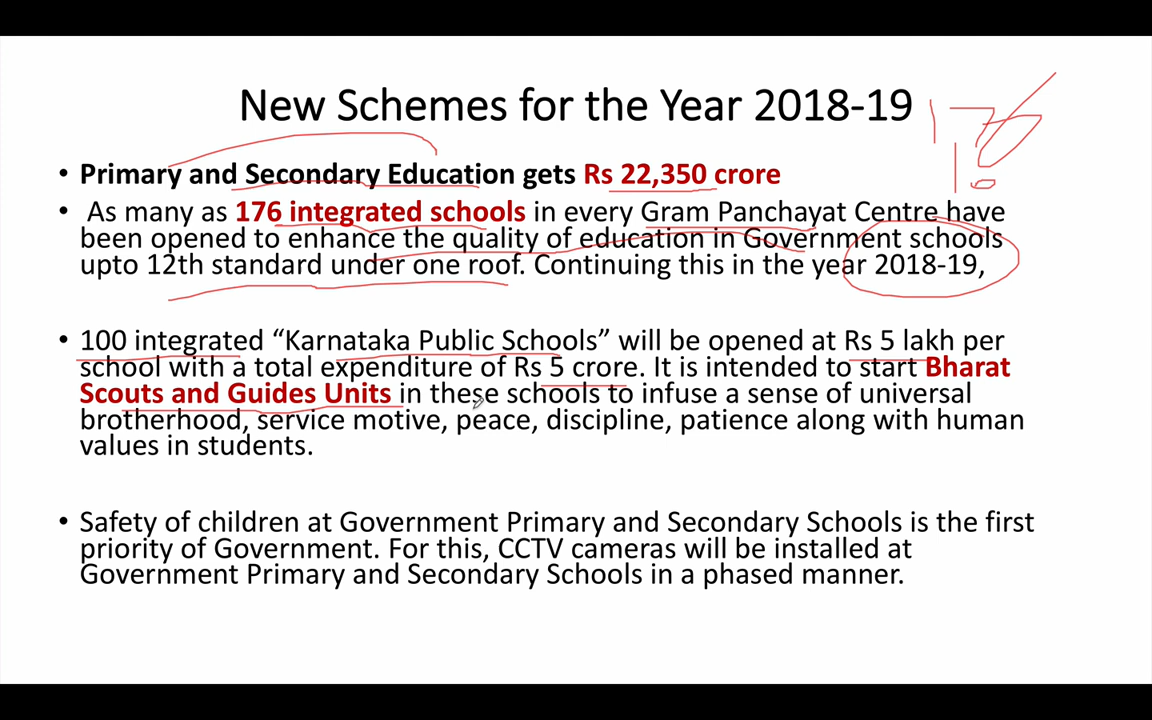 New Schemes for the Year 2018-19
• Primary and Secondary Education gets Rs 22,350 crore
• As many as 176 integrated schools in every Gram Panchayat Centre have
been opened to enhance the quality of education in Government schools
upto 12th standard under one roof. Continuing this in the year 2018-19,
• 100 integrated “Karnataka Public Schools” will be opened at Rs 5 lakh per
school with a total expenditure of Rs 5 crore. It is intended to start Bharat
Scouts and Guides Units in these schools to infuse a sense of universal
brotherhood, service motive, peace, discipline, patience along with human
values in students.
• Safety of children at Government Primary and Secondary Schools is the first
priority of Government. For this, CCTV cameras will be installed at
Government Primary and Secondary Schools in a phased manner.